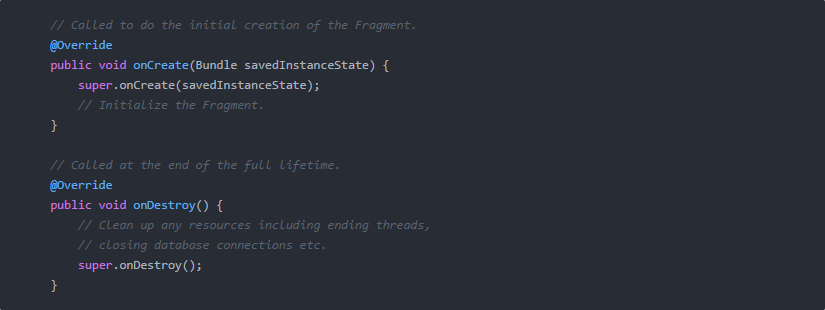 // Called to do the initial creation of the Fragment.
@Override
public void onCreate(Bundle savedInstanceState) {
    super.onCreate(savedInstanceState);
    // Initialize the Fragment.
}

// Called at the end of the full lifetime.
@Override
public void onDestroy() {
    // Clean up any resources including ending threads,
    // closing database connections etc.
    super.onDestroy();
}